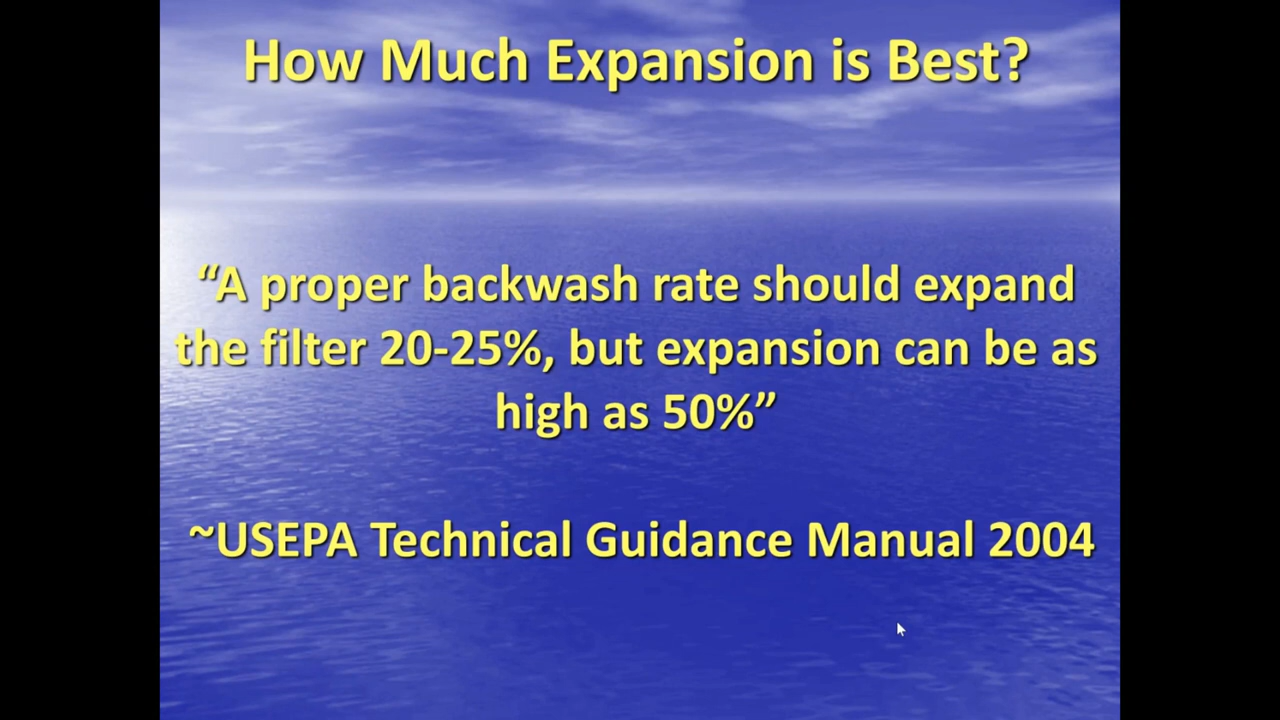 How Much Expansion is Best?
“A proper backwash rate should expand
the filter 20-25%, but expansion can be as
high as 50%”
~USEPA Technical Guidance Manual 2004